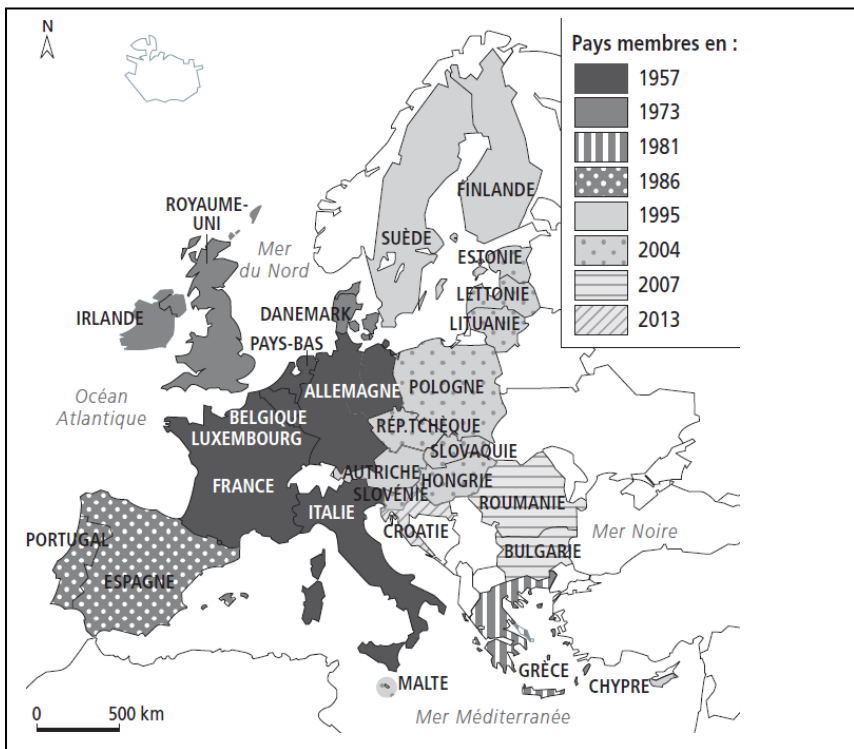 N
Pays membres en :
1957
1973
1981
1986
1995
2004
2007
2013
FINLANDE
ROYAUME-
UNI
SUÈDE
Mer
du Nord
ESTONIE
LETTONIE
IRLANDE
DANEMARK
LITUANIE
PAYS-BAS
ALLEMAGNE
POLOGNE
Océan
Atlantique
BELGIQUE
RÉP.TCHÈQUE
LUXEMBOURG
SLOVAQUIE
AUTRICHE
FRANCE
HONGRIE
SLOVÉNIE
ROUMANIE
ITALIE
CROATIE
Mer Noire
PORTUGAL
BULGARIE
ESPAGNE
GRÈCE
MALTE
CHYPRE
0 500 km
Mer Méditerranée